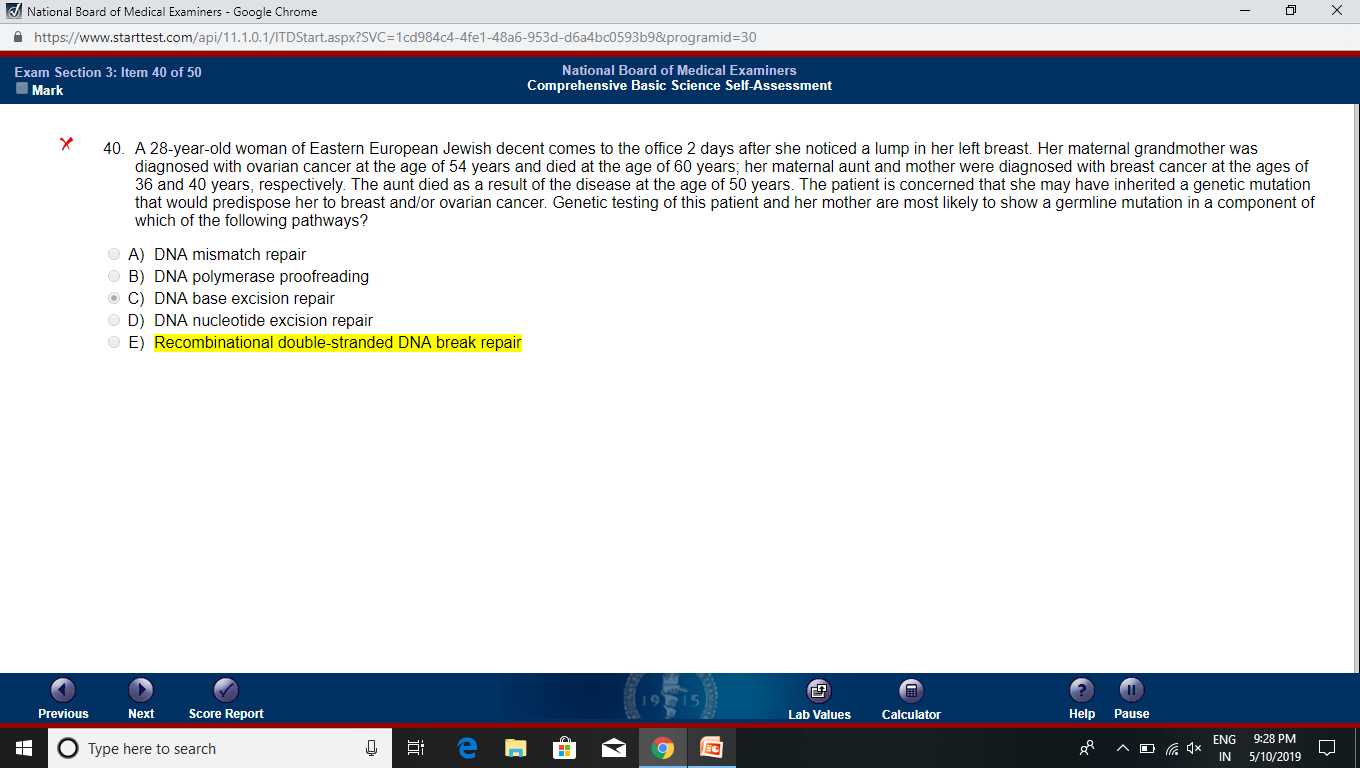 National Board of Medical Examiners - Google Chrome
https://www.starttest.com/api/11.1.0.1/ITDStart.aspx?SVC=1cd984c4-4fe1-48a6-953d-d6a4bc0593b9&programid=30
Exam Section 3: Item 40 of 50
National Board of Medical Examiners
Mark
Comprehensive Basic Science Self-Assessment
40. A 28-year-old woman of Eastern European Jewish decent comes to the office 2 days after she noticed a lump in her left breast. Her maternal grandmother was
diagnosed with ovarian cancer at the age of 54 years and died at the age of 60 years; her maternal aunt and mother were diagnosed with breast cancer at the ages of
36 and 40 years, respectively. The aunt died as a result of the disease at the age of 50 years. The patient is concerned that she may have inherited a genetic mutation
that would predispose her to breast and/or ovarian cancer. Genetic testing of this patient and her mother are most likely to show a germline mutation in a component of
which of the following pathways?
A) DNA mismatch repair
B) DNA polymerase proofreading
C) DNA base excision repair
D) DNA nucleotide excision repair
E) Recombinational double-stranded DNA break repair
1915
Previous
Next
Score Report
Lab Values
Calculator
Help
Pause
Type here to search
ENG
IN
9:28 PM
5/10/2019